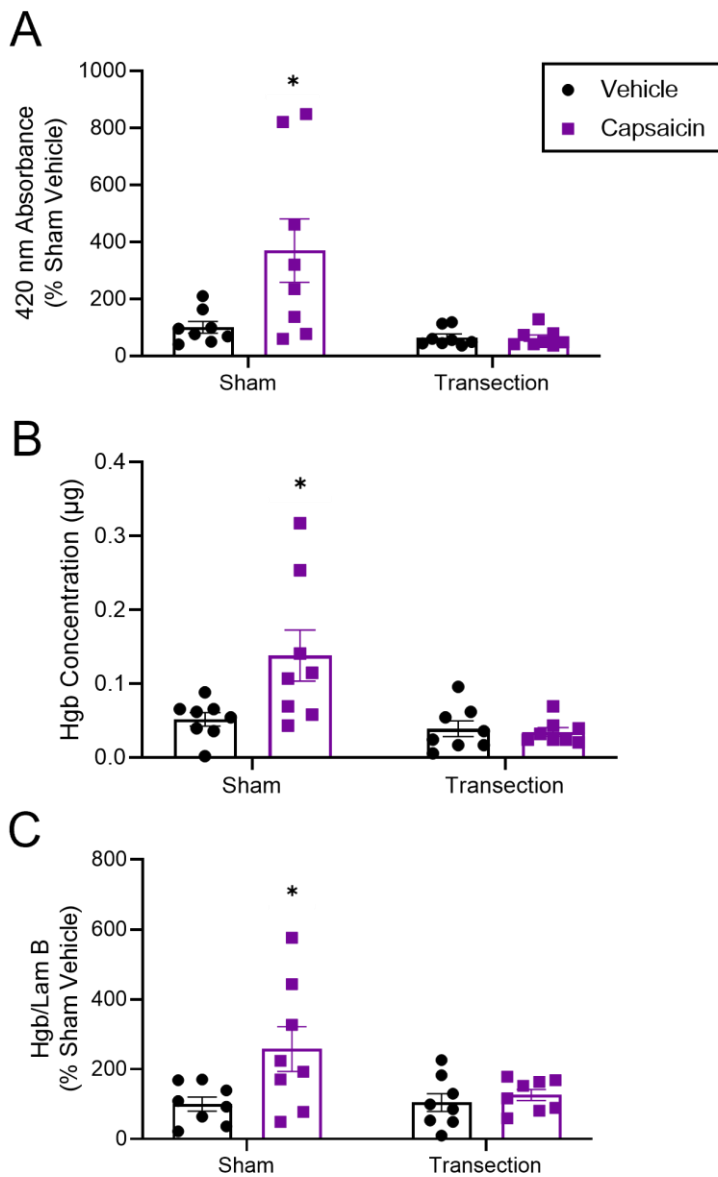 A
1000
800
600
400
200
0
420 nm Absorbance
(% Sham Vehicle)
*
Vehicle
Capsaicin
Sham
Transection
B
0.4
0.3
0.2
0.1
0.0
Hgb Concentration (µg)
*
Sham
Transection
C
800
600
400
200
0
Hgb/Lam B
(% Sham Vehicle)
*
Sham
Transection